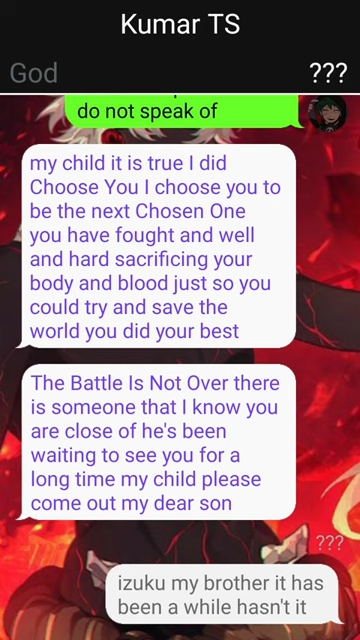 Kumar TS
God
???
do not speak of
my child it is true I did
Choose You I choose you to
be the next Chosen One
you have fought and well
and hard sacrificing your
body and blood just so you
could try and save the
world you did your best
The Battle Is Not Over there
is someone that I know you
are close of he's been
waiting to see you for a
long time my child please
come out my dear son
???
izuku my brother it has
been a while hasn't it